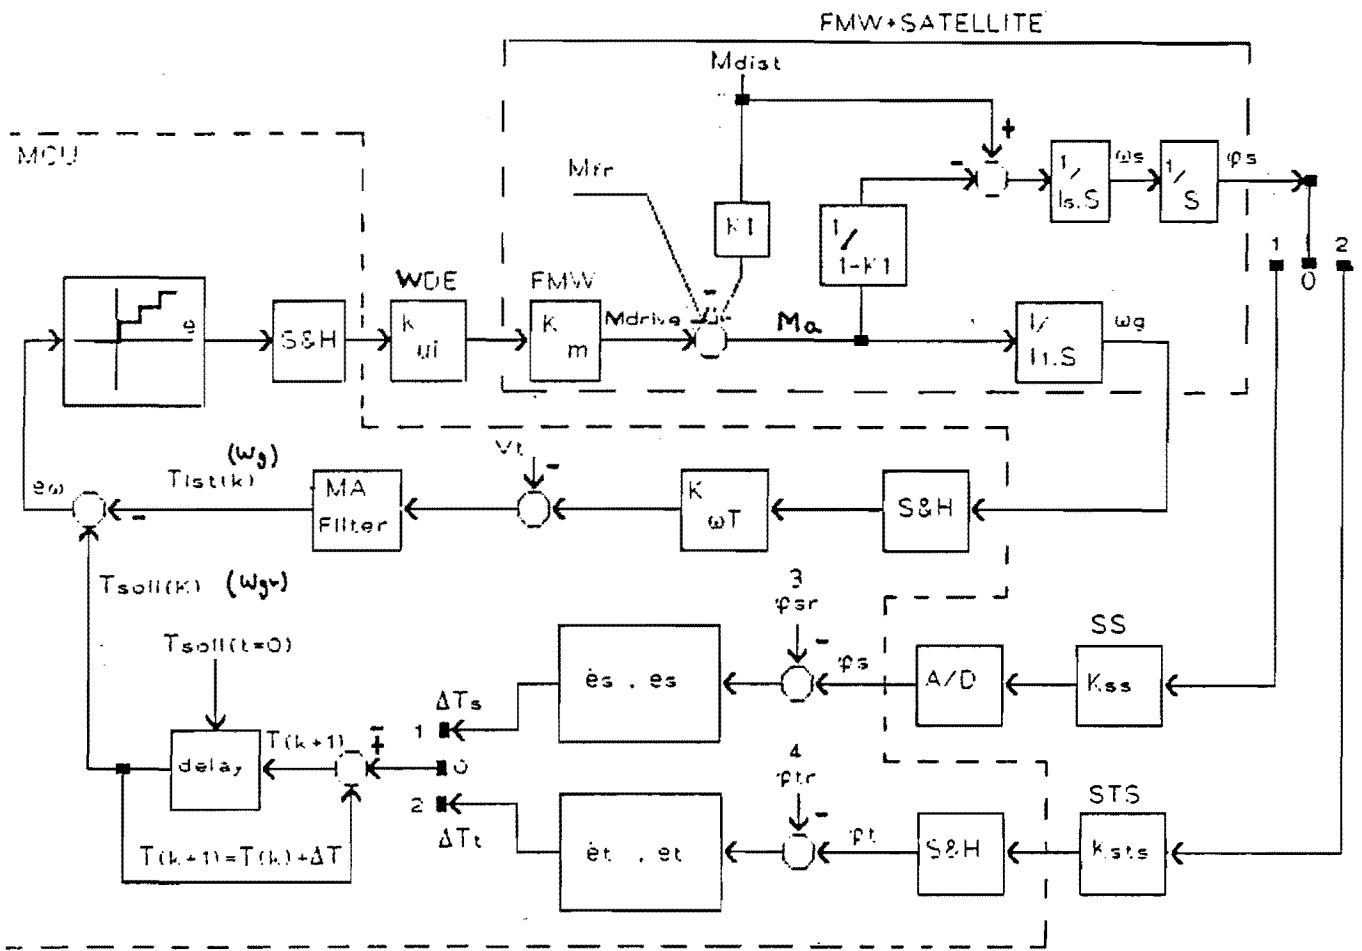 FMW+SATELLITE
Mdist
MCU
+
-
1/
Is.S
ωs
1/
S
φs
Mfr
K1
1/
1-K1
1
0
2
WDE
FMW
S&H
K
ui
K
m
Mdrive
-
Ma
1/
I1.S
ωg
(ωg)
Vt
-
eω
Tist(k)
-
MA
Filter
K
ωT
S&H
Tsoll(K)
(ωgr)
3
φsr
-
SS
Tsoll(t=0)
ės . es
φs
A/D
Kss
ΔTs
1
T(k+1)
-
+
0
delay
2
ΔTt
4
φtr
-
STS
T(k+1)=T(k)+ΔT
ėt . et
φt
S&H
Ksts